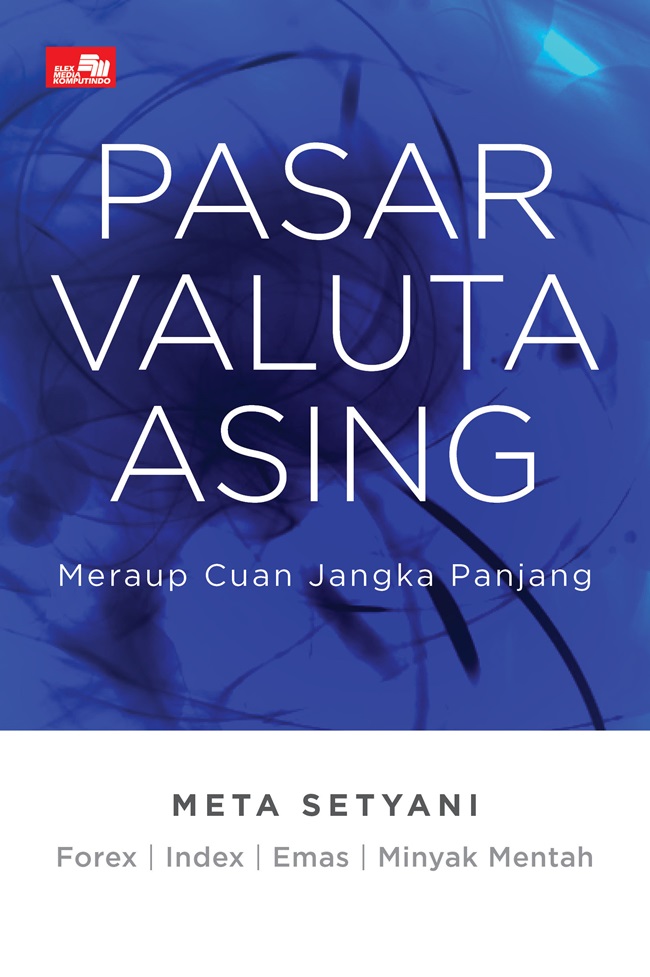 ELEX
MEDIA
KOMPUTINDO
PASAR
VALUTA
ASING
Meraup Cuan Jangka Panjang
META SETYANI
Forex | Index | Emas | Minyak Mentah